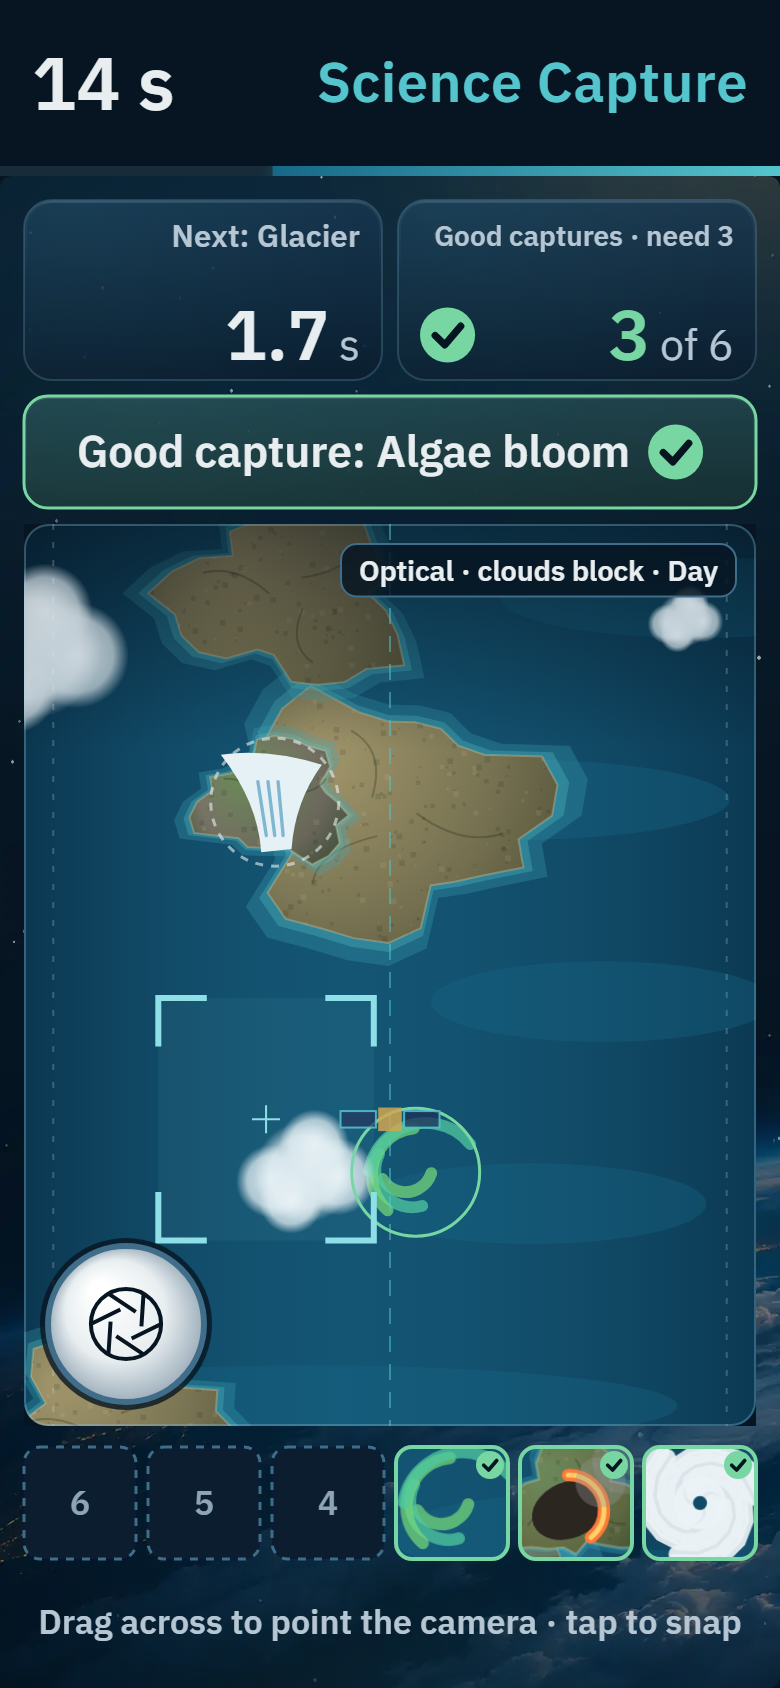 14 s
Science Capture
Next: Glacier
1.7 s
Good captures · need 3
3 of 6
Good capture: Algae bloom
Optical · clouds block · Day
6
5
4
Drag across to point the camera · tap to snap